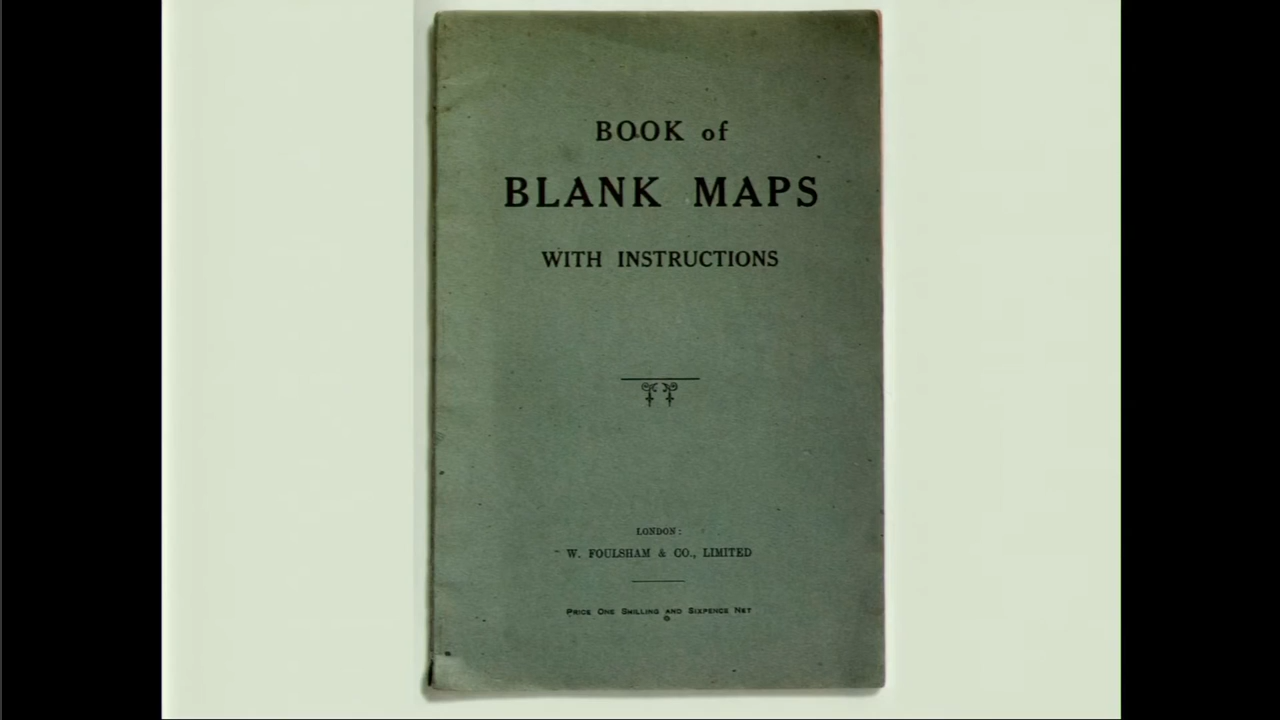 BOOK of
BLANK MAPS
WITH INSTRUCTIONS
LONDON:
W. FOULSHAM & CO., LIMITED
PRICE ONE SHILLING AND SIXPENCE NET